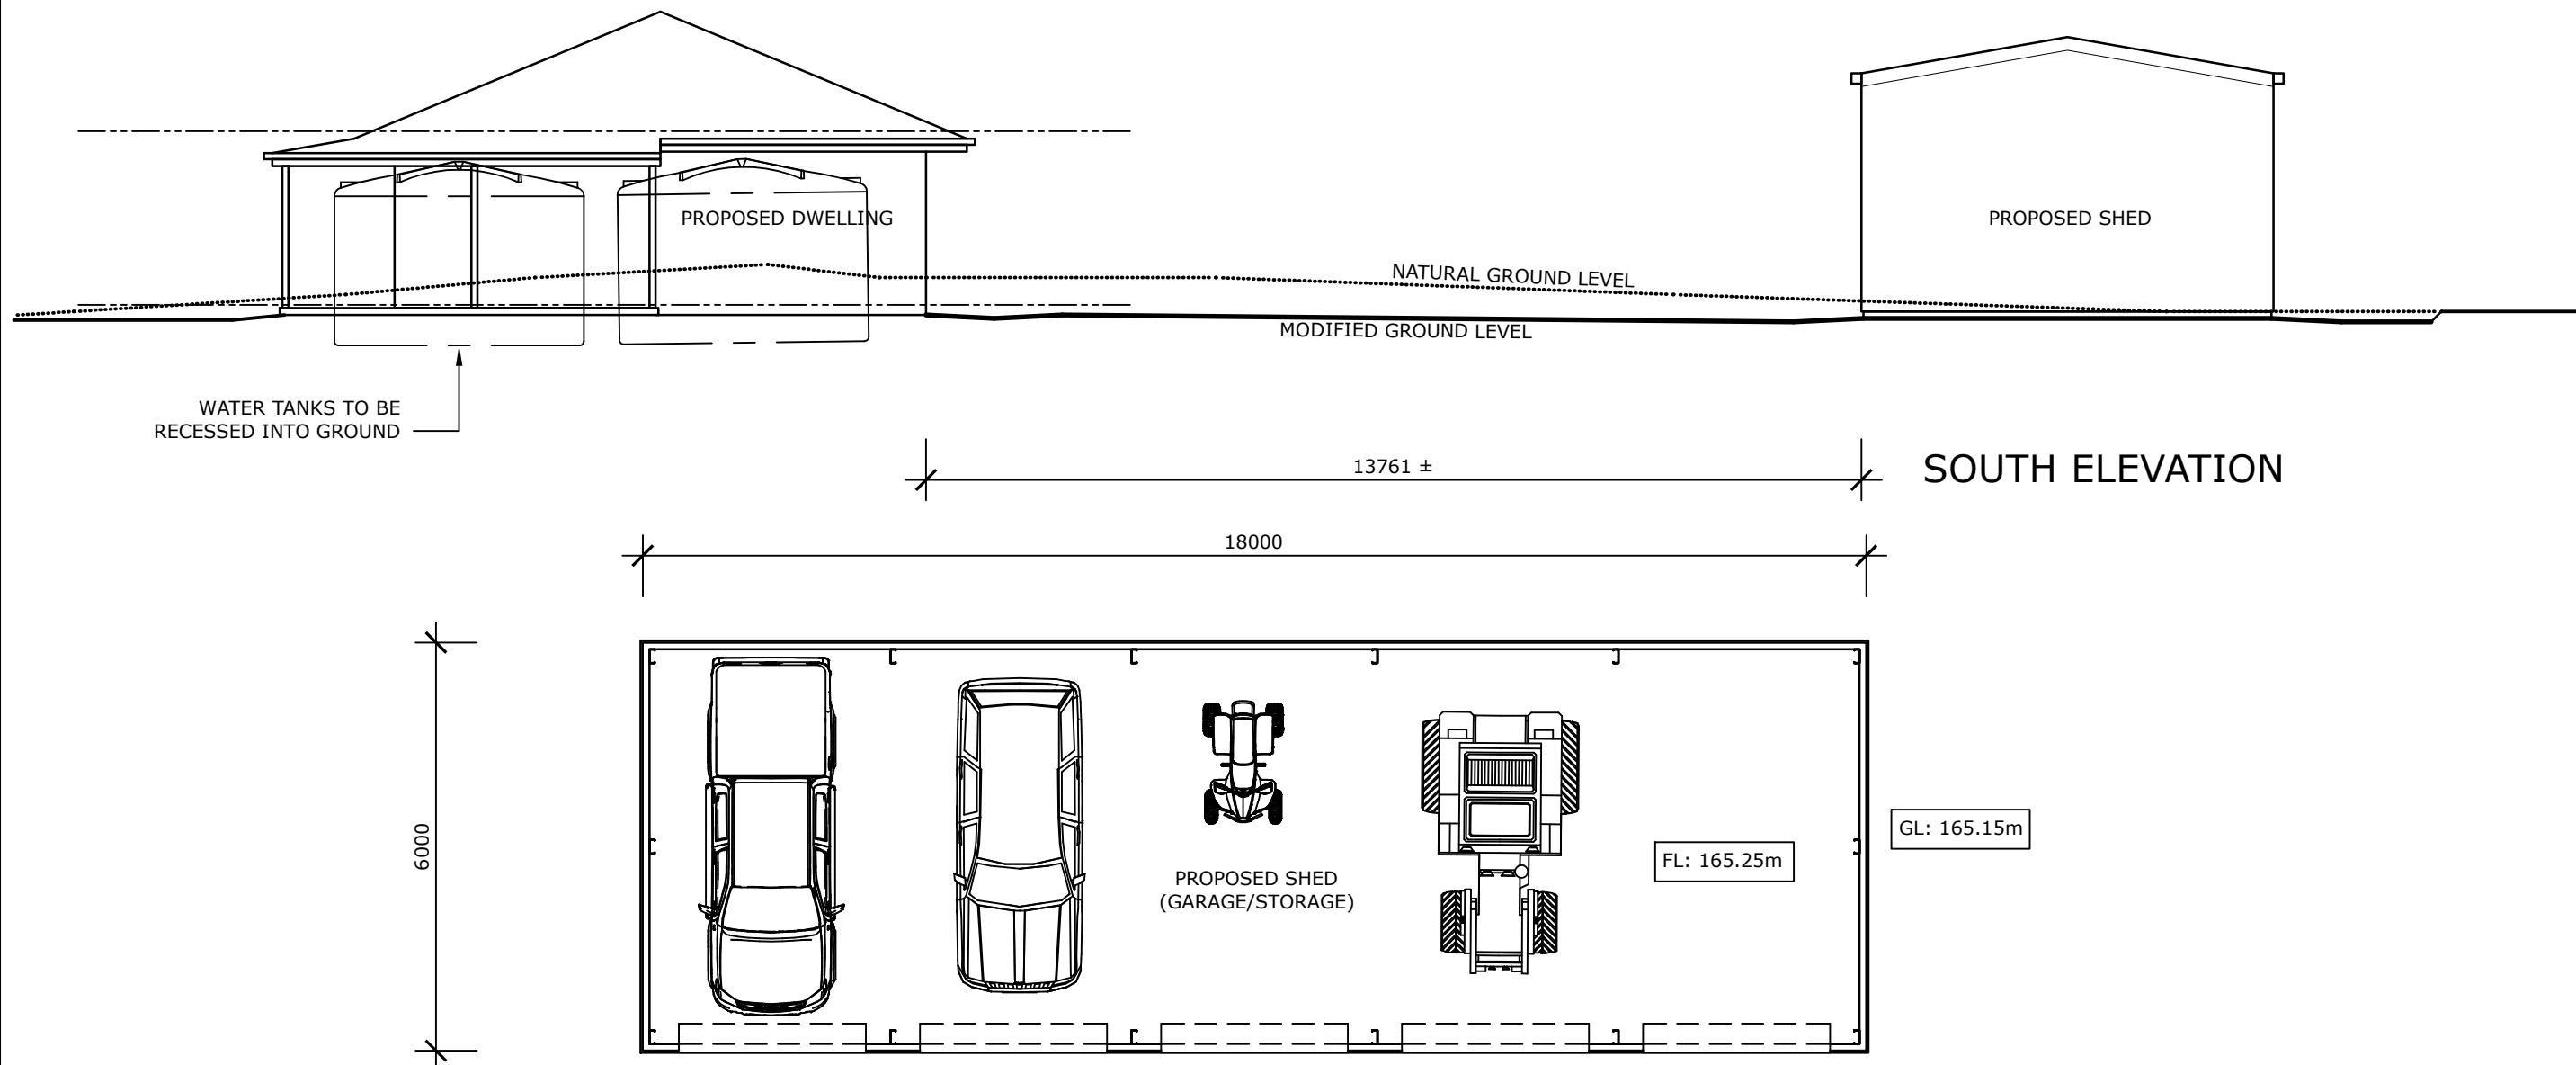 PROPOSED DWELLING
PROPOSED SHED
NATURAL GROUND LEVEL
MODIFIED GROUND LEVEL
WATER TANKS TO BE
RECESSED INTO GROUND
13761 ±
SOUTH ELEVATION
18000
6000
GL: 165.15m
FL: 165.25m
PROPOSED SHED
(GARAGE/STORAGE)